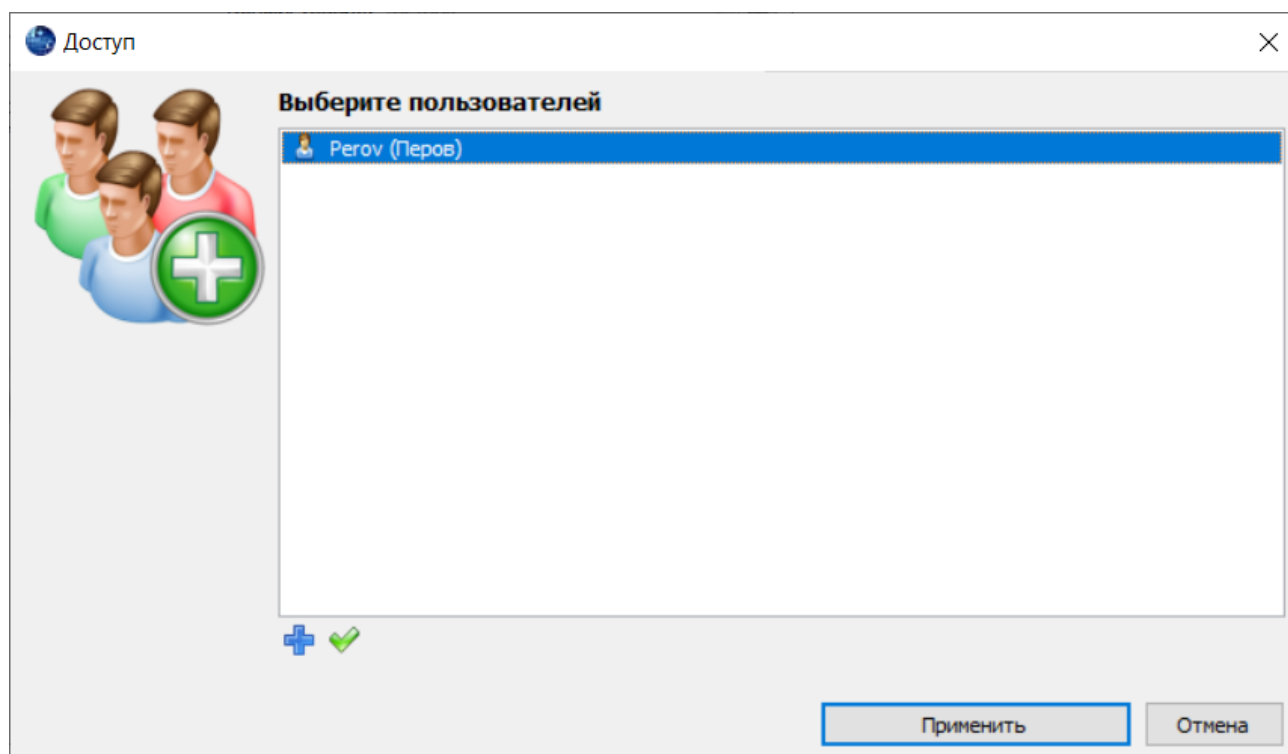 Доступ
Выберите пользователей
Perov (Перов)
Применить
Отмена